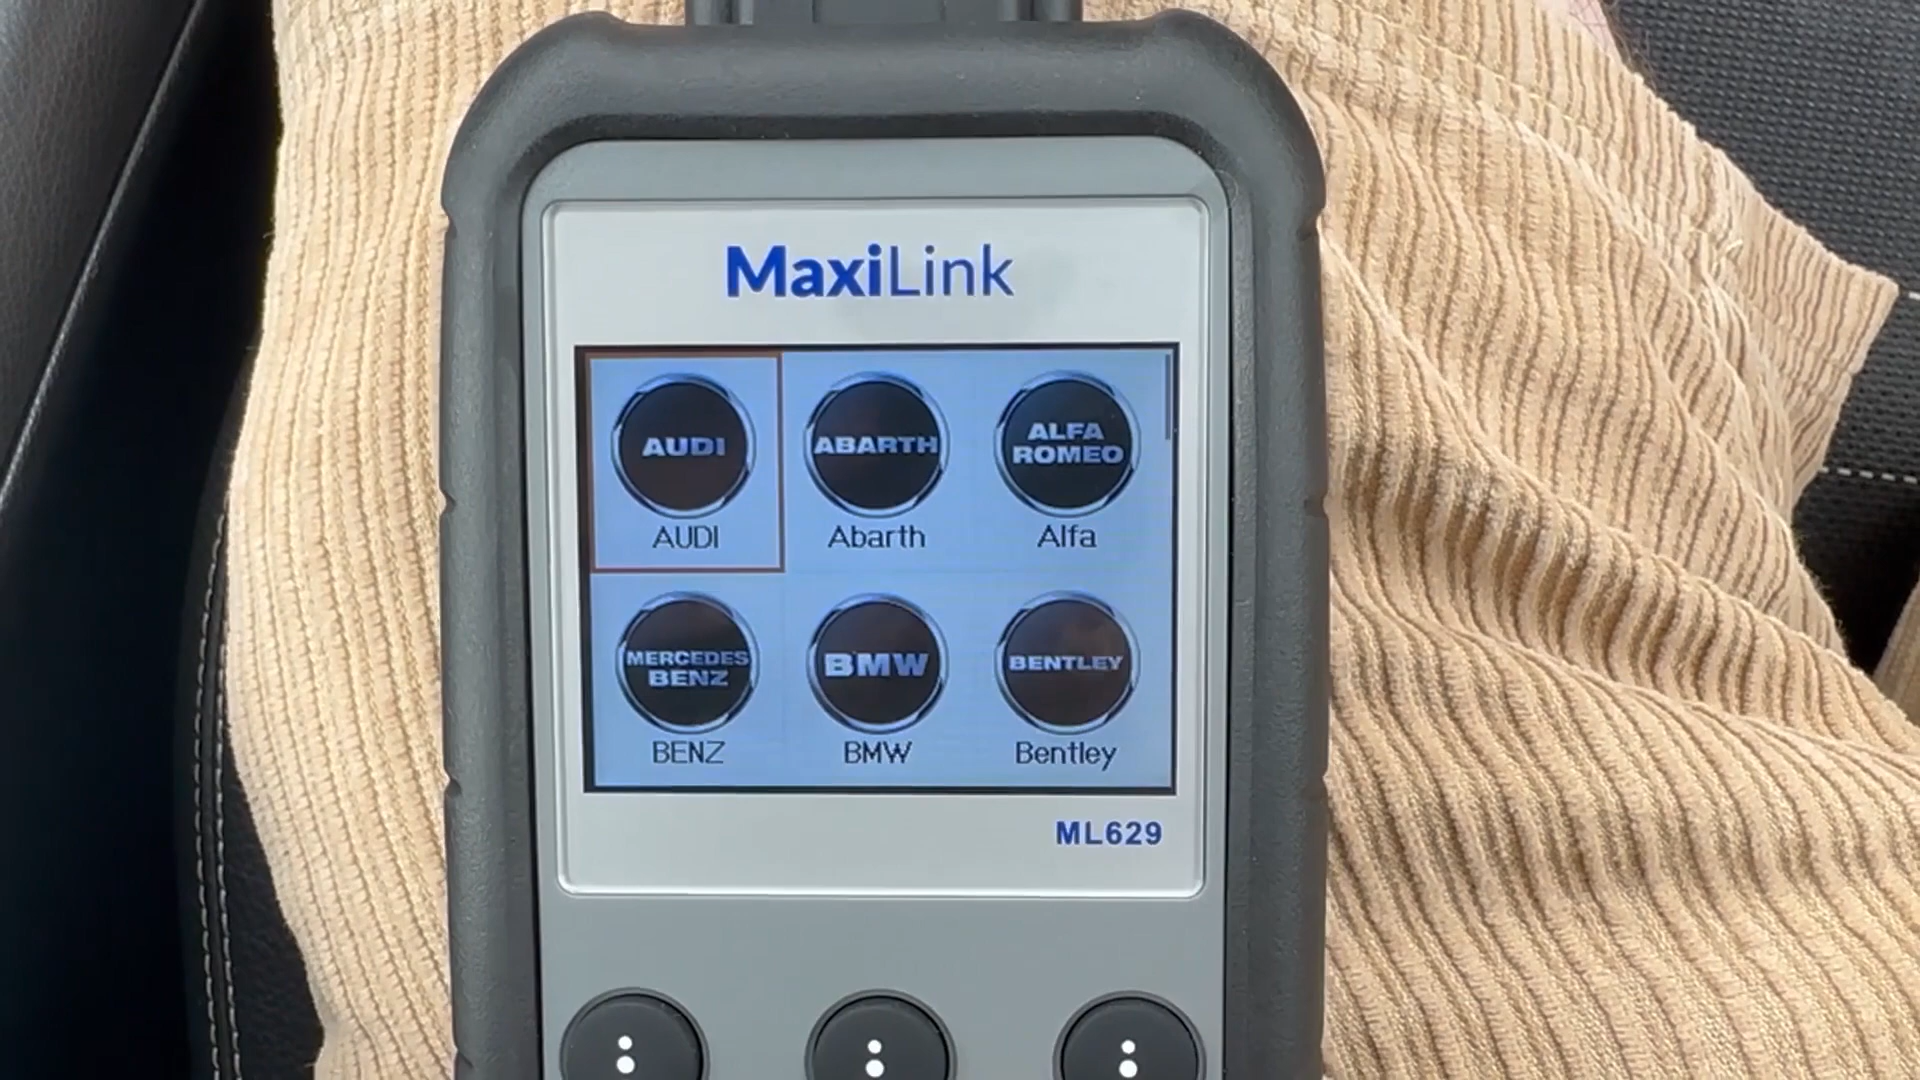 MaxiLink
AUDI
ABARTH
ALFA
ROMEO
AUDI
Abarth
Alfa
MERCEDES
BENZ
BMW
BENTLEY
BENZ
BMW
Bentley
ML629